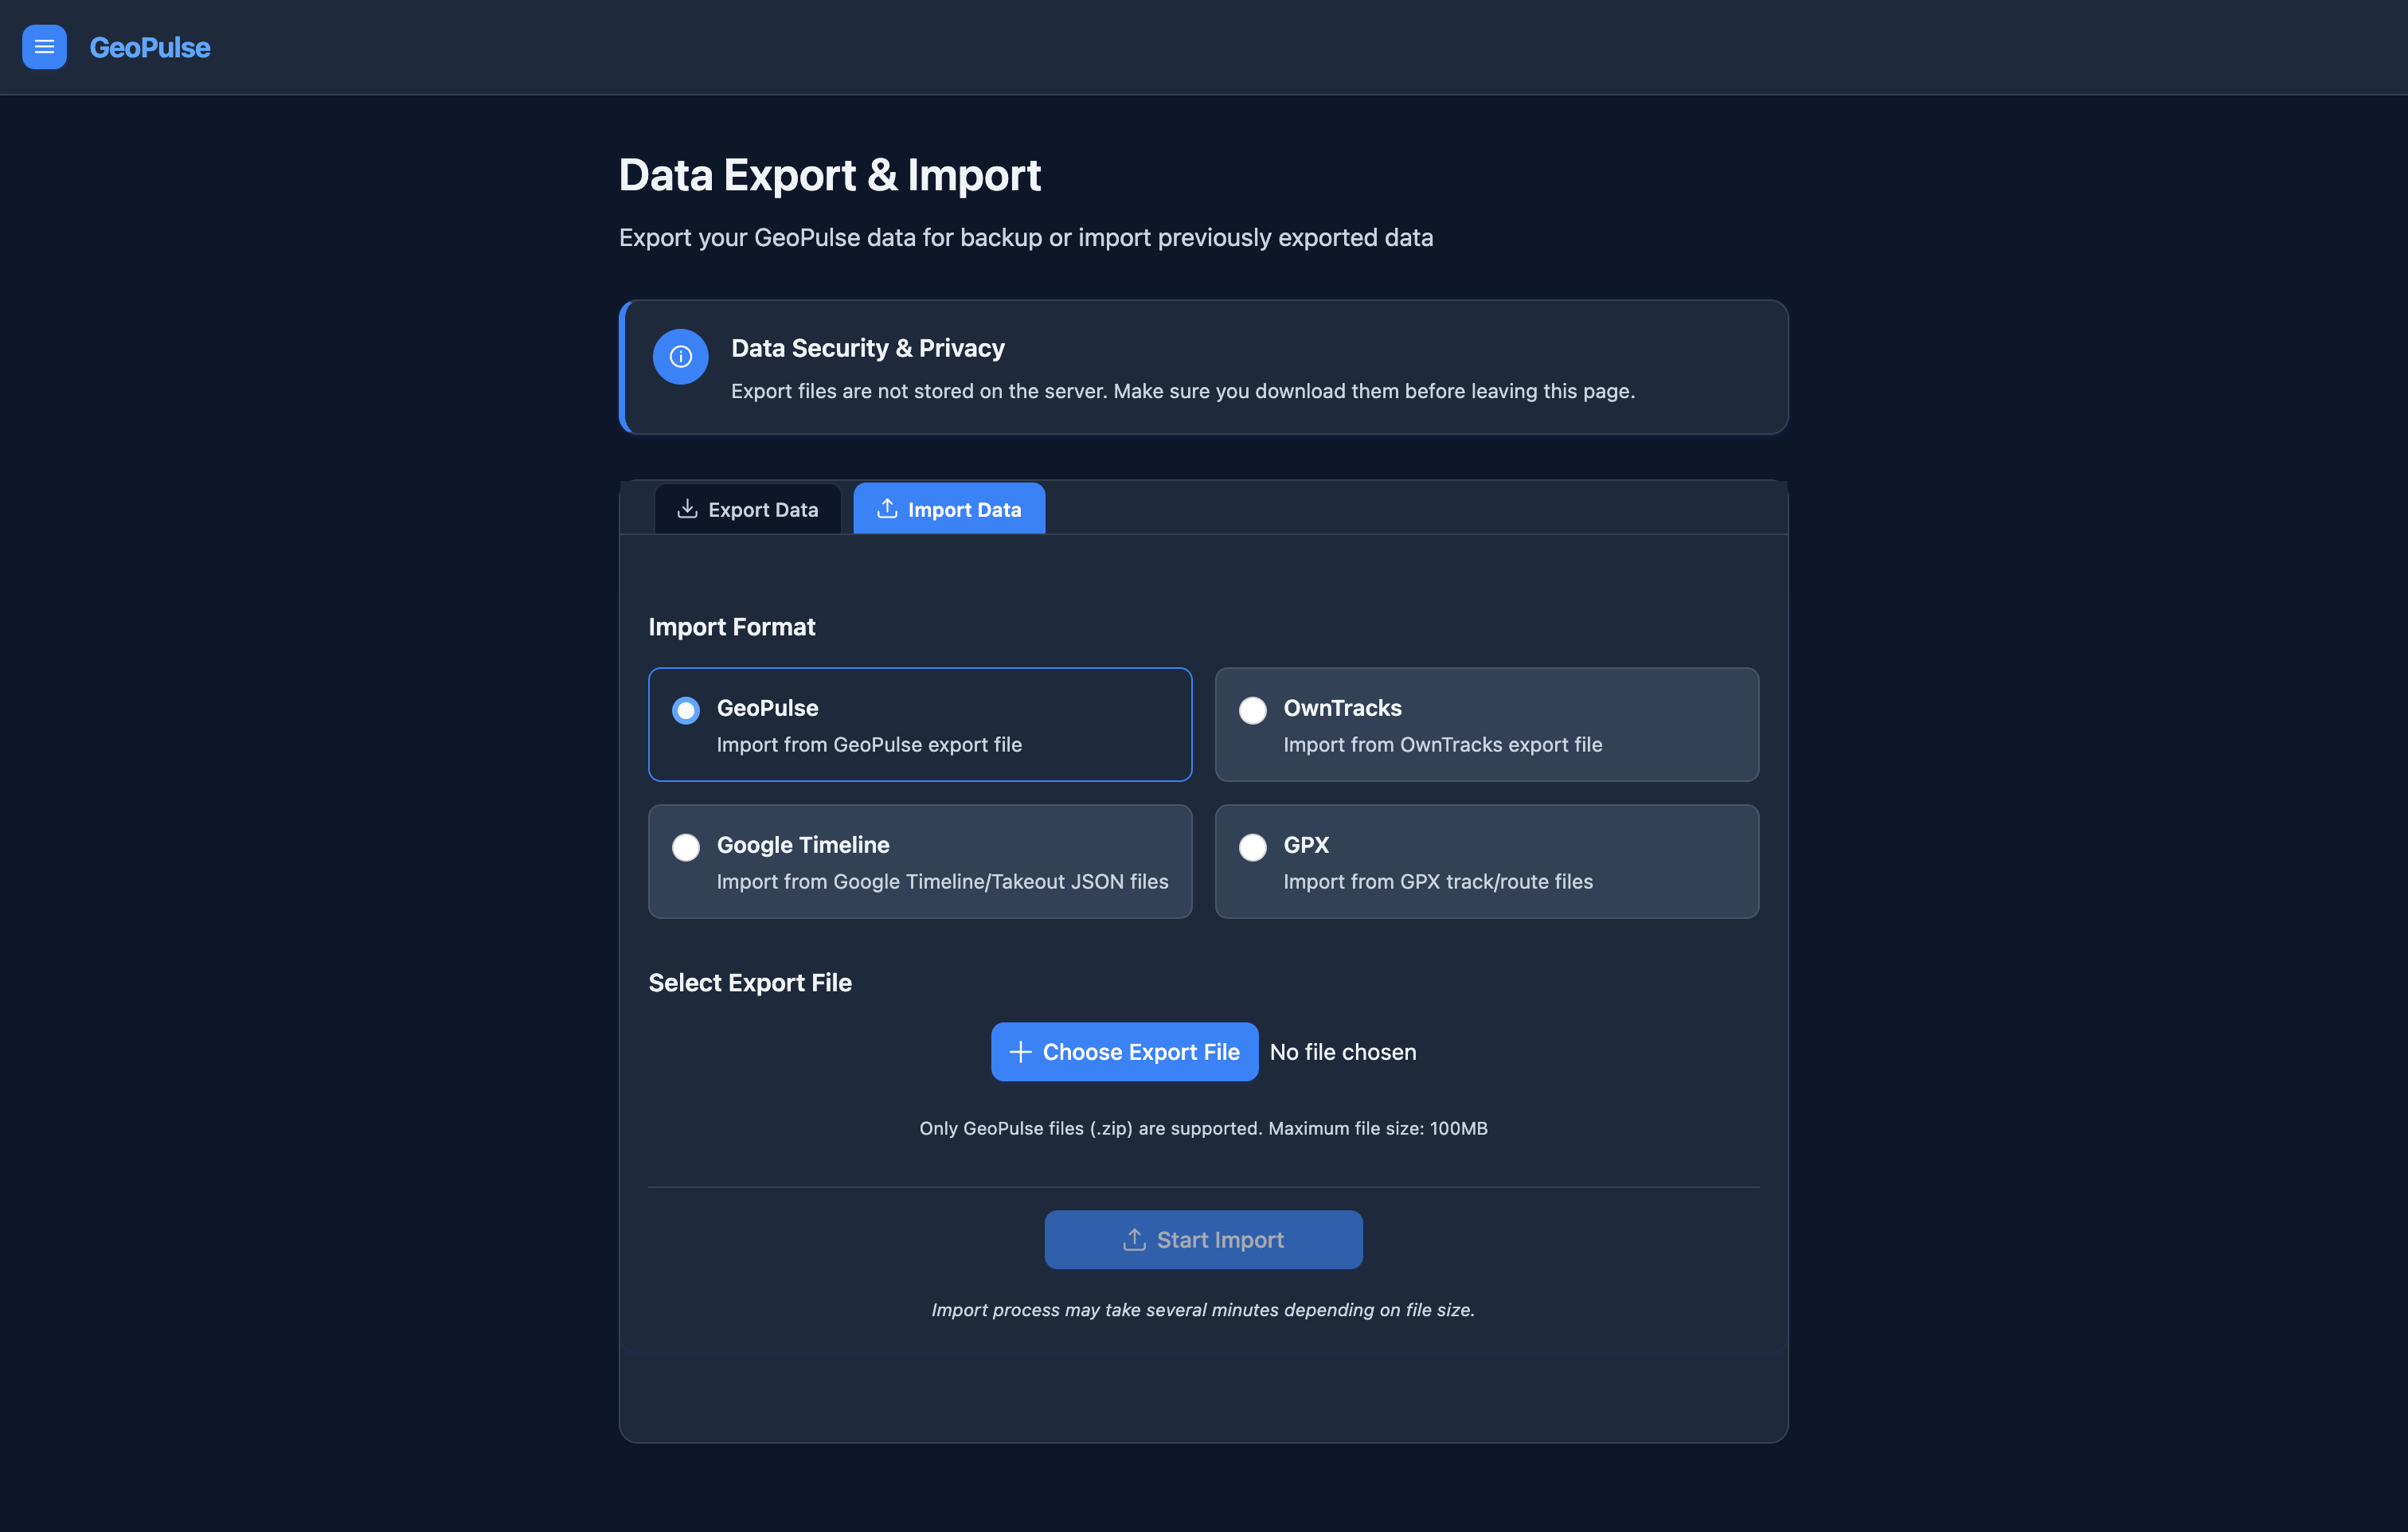 GeoPulse
Data Export & Import
Export your GeoPulse data for backup or import previously exported data
Data Security & Privacy
Export files are not stored on the server. Make sure you download them before leaving this page.
Export Data
Import Data
Import Format
GeoPulse
Import from GeoPulse export file
OwnTracks
Import from OwnTracks export file
Google Timeline
Import from Google Timeline/Takeout JSON files
GPX
Import from GPX track/route files
Select Export File
Choose Export File No file chosen
Only GeoPulse files (.zip) are supported. Maximum file size: 100MB
Start Import
Import process may take several minutes depending on file size.